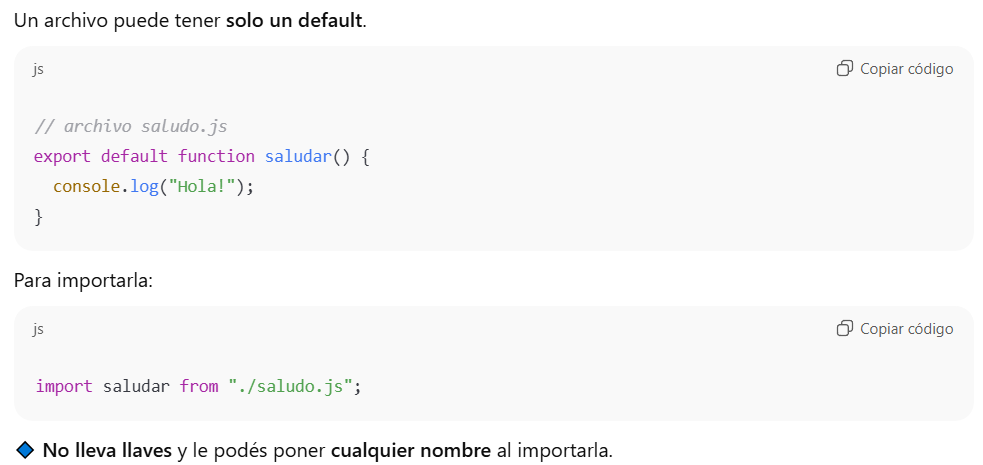 Un archivo puede tener solo un default.
js
Copiar código
// archivo saludo.js
export default function saludar() {
  console.log("Hola!");
}
Para importarla:
js
Copiar código
import saludar from "./saludo.js";
No lleva llaves y le podés poner cualquier nombre al importarla.